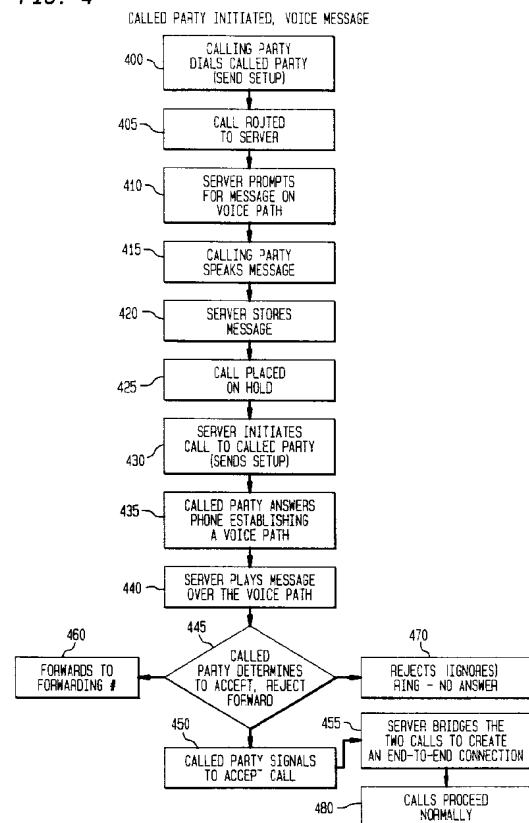 FIG. 4
CALLED PARTY INITIATED, VOICE MESSAGE
400
CALLING PARTY
DIALS CALLED PARTY
(SEND SETUP)
405
CALL ROUTED
TO SERVER
410
SERVER PROMPTS
FOR MESSAGE ON
VOICE PATH
415
CALLING PARTY
SPEAKS MESSAGE
420
SERVER STORES
MESSAGE
425
CALL PLACED
ON HOLD
430
SERVER INITIATES
CALL TO CALLED PARTY
(SENDS SETUP)
435
CALLED PARTY ANSWERS
PHONE ESTABLISHING
A VOICE PATH
440
SERVER PLAYS MESSAGE
OVER THE VOICE PATH
445
CALLED
PARTY DETERMINES
TO ACCEPT, REJECT
FORWARD
460
FORWARDS TO
FORWARDING #
470
REJECTS (IGNORES)
RING - NO ANSWER
450
CALLED PARTY SIGNALS
TO ACCEPT CALL
455
SERVER BRIDGES THE
TWO CALLS TO CREATE
AN END-TO-END CONNECTION
480
CALLS PROCEED
NORMALLY